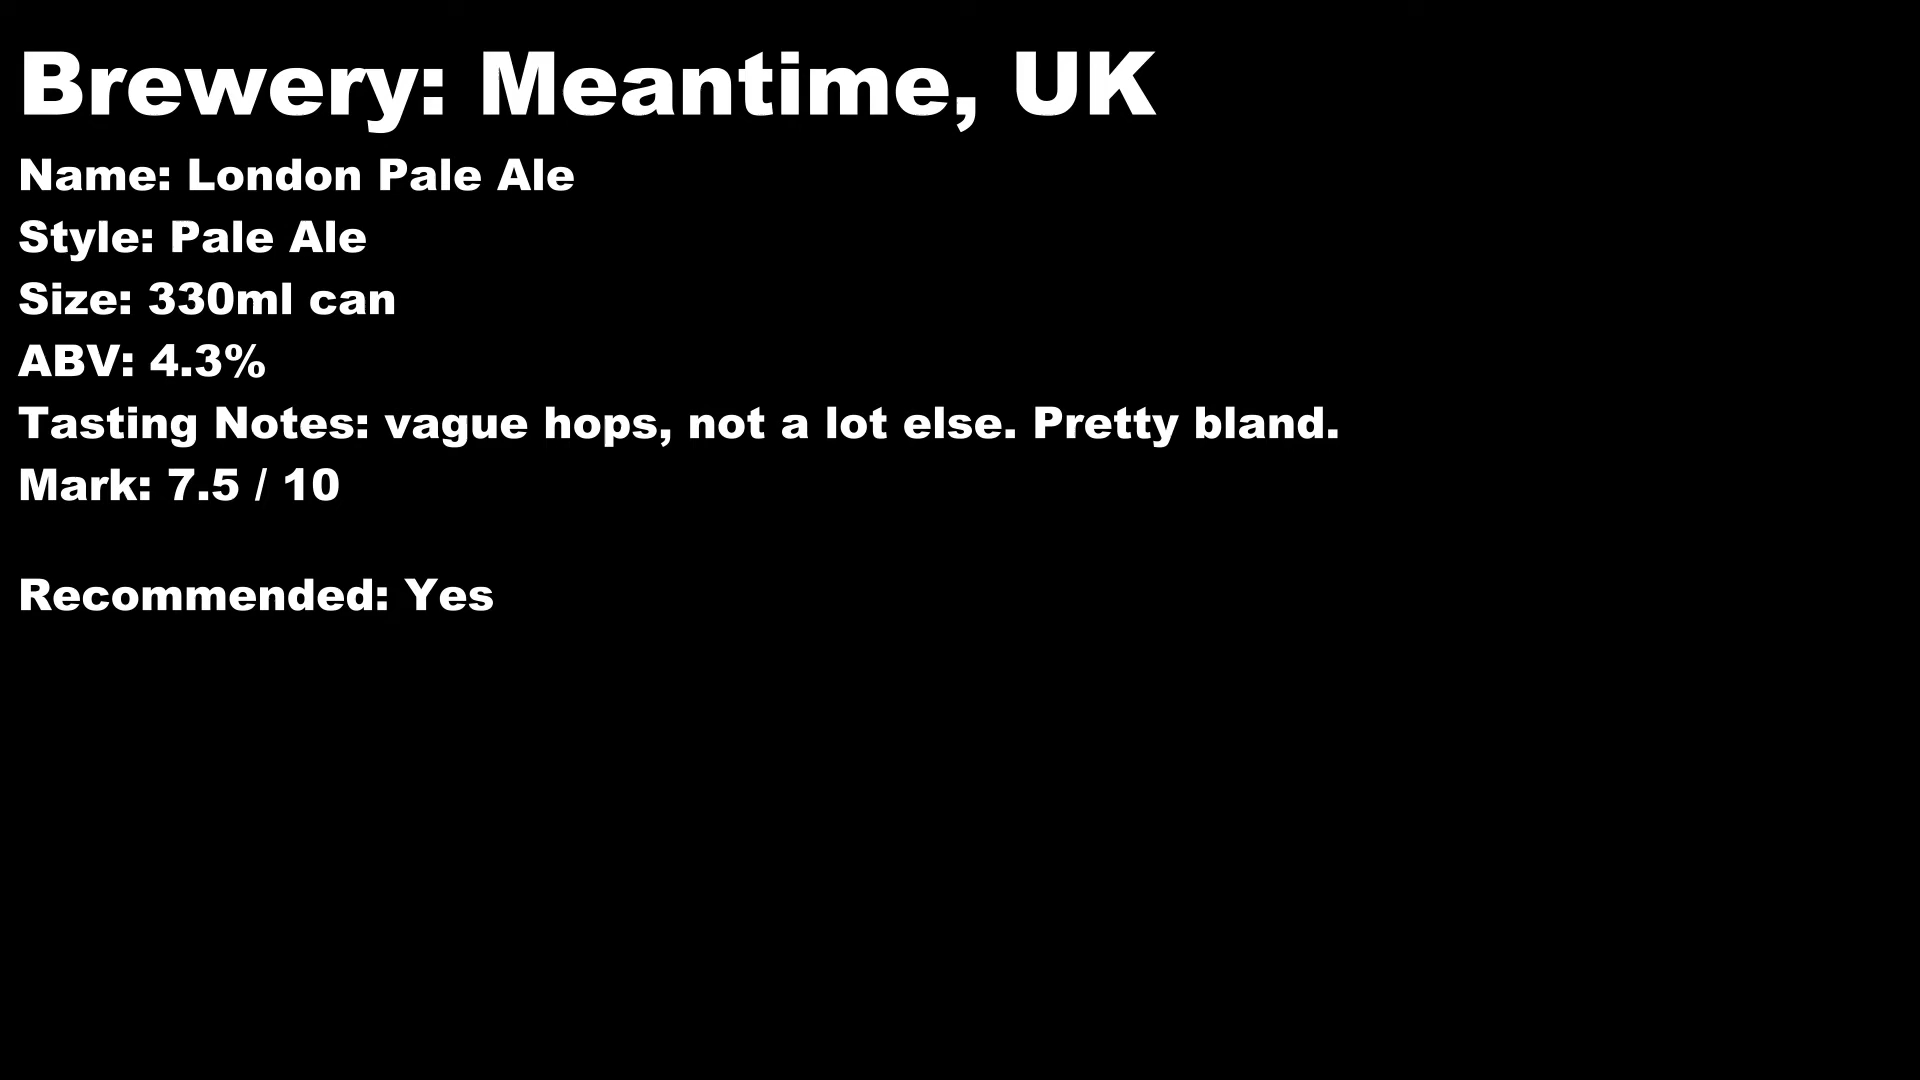 Brewery: Meantime, UK
Name: London Pale Ale
Style: Pale Ale
Size: 330ml can
ABV: 4.3%
Tasting Notes: vague hops, not a lot else. Pretty bland.
Mark: 7.5 / 10
Recommended: Yes